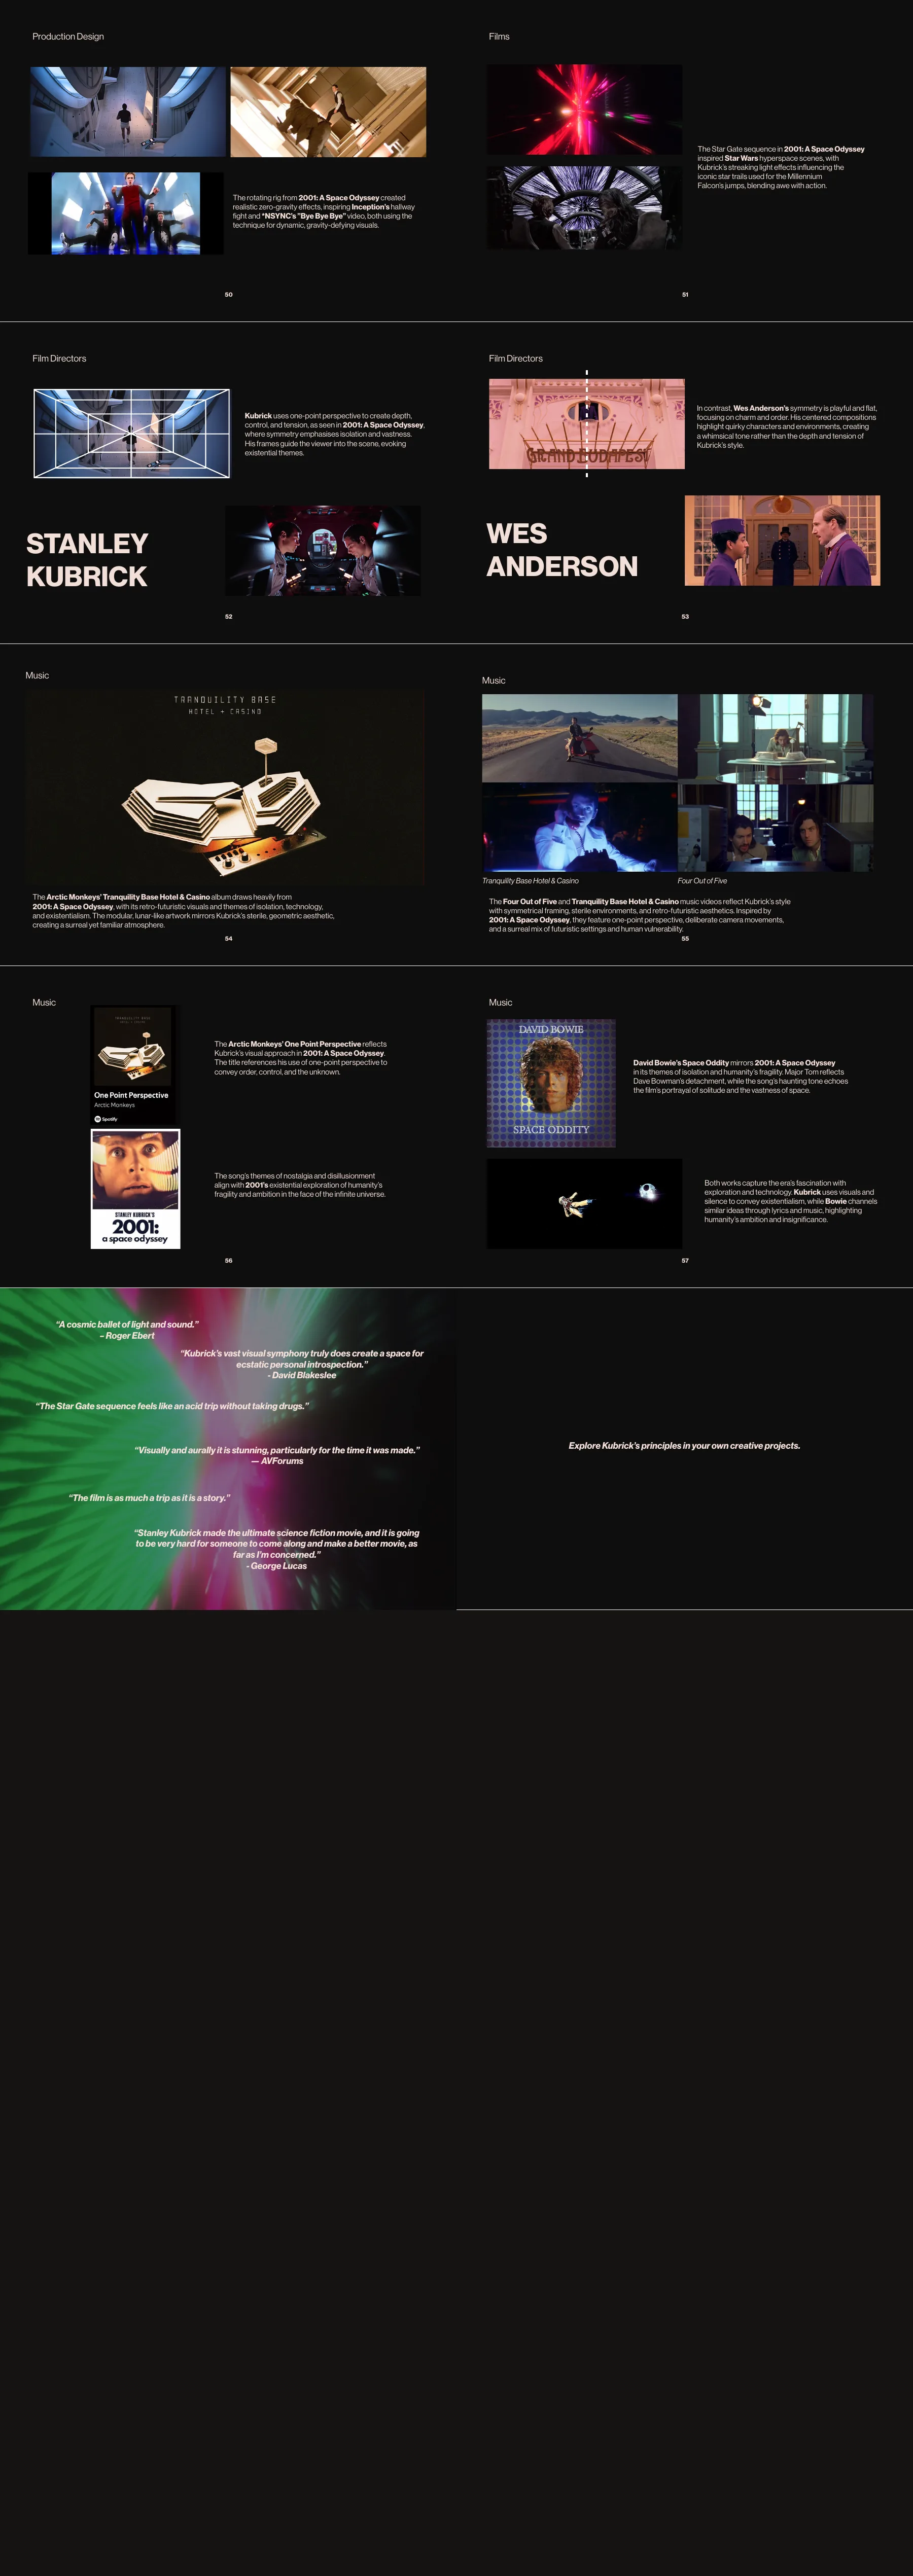 Production Design
The rotating rig from 2001: A Space Odyssey created
realistic zero-gravity effects, inspiring Inception's hallway
fight and *NSYNC's "Bye Bye Bye" video, both using the
technique for dynamic, gravity-defying visuals.
50
Films
The Star Gate sequence in 2001: A Space Odyssey
inspired Star Wars hyperspace scenes, with
Kubrick's streaking light effects influencing the
iconic star trails used for the Millennium
Falcon's jumps, blending awe with action.
51
Film Directors
Kubrick uses one-point perspective to create depth,
control, and tension, as seen in 2001: A Space Odyssey,
where symmetry emphasises isolation and vastness.
His frames guide the viewer into the scene, evoking
existential themes.
STANLEY
KUBRICK
52
Film Directors
GRAND BUDAPEST
In contrast, Wes Anderson's symmetry is playful and flat,
focusing on charm and order. His centered compositions
highlight quirky characters and environments, creating
a whimsical tone rather than the depth and tension of
Kubrick's style.
WES
ANDERSON
53
Music
TRANQUILITY BASE
HOTEL + CASINO
The Arctic Monkeys' Tranquility Base Hotel & Casino album draws heavily from
2001: A Space Odyssey, with its retro-futuristic visuals and themes of isolation, technology,
and existentialism. The modular, lunar-like artwork mirrors Kubrick's sterile, geometric aesthetic,
creating a surreal yet familiar atmosphere.
54
Music
Tranquility Base Hotel & Casino
Four Out of Five
The Four Out of Five and Tranquility Base Hotel & Casino music videos reflect Kubrick's style
with symmetrical framing, sterile environments, and retro-futuristic aesthetics. Inspired by
2001: A Space Odyssey, they feature one-point perspective, deliberate camera movements,
and a surreal mix of futuristic settings and human vulnerability.
55
Music
TRANQUILITY BASE
HOTEL + CASINO
One Point Perspective
Arctic Monkeys
Spotify
The Arctic Monkeys' One Point Perspective reflects
Kubrick's visual approach in 2001: A Space Odyssey.
The title references his use of one-point perspective to
convey order, control, and the unknown.
STANLEY KUBRICK'S
2001:
a space odyssey
The song's themes of nostalgia and disillusionment
align with 2001's existential exploration of humanity's
fragility and ambition in the face of the infinite universe.
56
Music
DAVID BOWIE
SPACE ODDITY
David Bowie's Space Oddity mirrors 2001: A Space Odyssey
in its themes of isolation and humanity's fragility. Major Tom reflects
Dave Bowman's detachment, while the song's haunting tone echoes
the film's portrayal of solitude and the vastness of space.
Both works capture the era's fascination with
exploration and technology. Kubrick uses visuals and
silence to convey existentialism, while Bowie channels
similar ideas through lyrics and music, highlighting
humanity's ambition and insignificance.
57
“A cosmic ballet of light and sound.”
– Roger Ebert
“Kubrick's vast visual symphony truly does create a space for
ecstatic personal introspection.”
- David Blakeslee
“The Star Gate sequence feels like an acid trip without taking drugs.”
“Visually and aurally it is stunning, particularly for the time it was made.”
— AVForums
“The film is as much a trip as it is a story.”
“Stanley Kubrick made the ultimate science fiction movie, and it is going
to be very hard for someone to come along and make a better movie, as
far as I'm concerned.”
- George Lucas
Explore Kubrick's principles in your own creative projects.